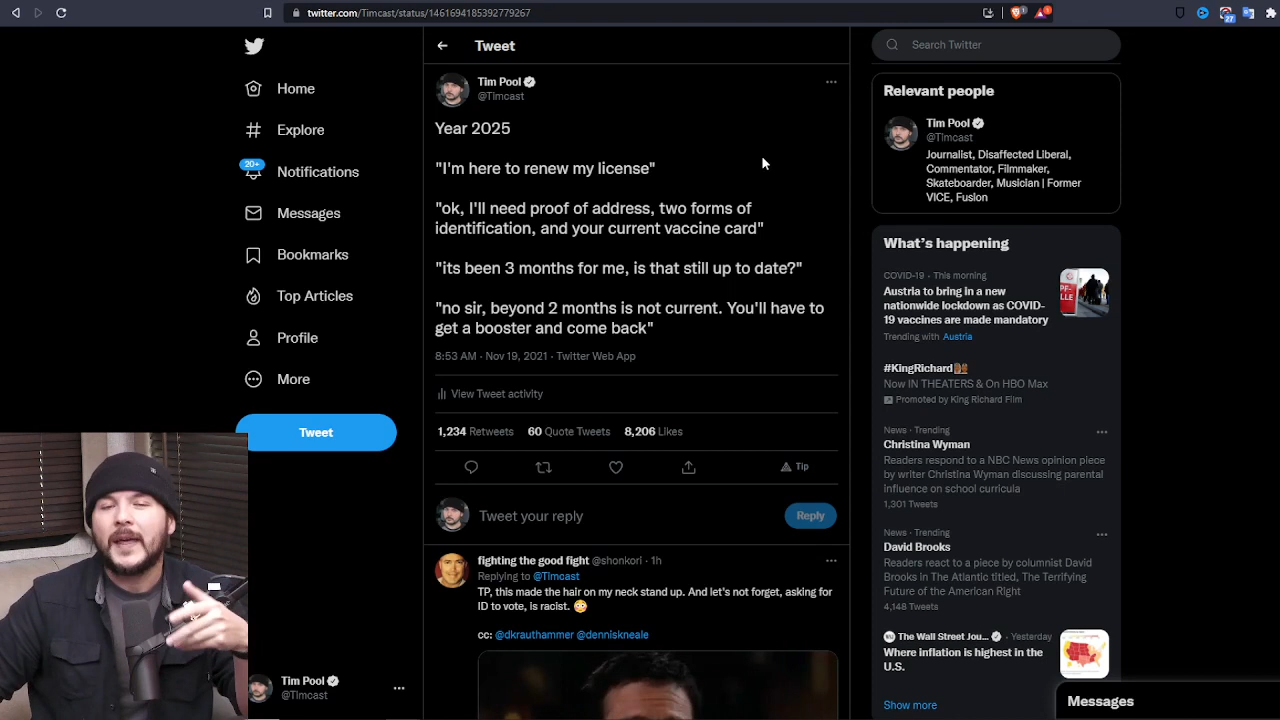 twitter.com/Timcast/status/1461694185392779267
1
1
27
Home
Explore
20+
Notifications
Messages
Bookmarks
Top Articles
Profile
More
Tweet
Tim Pool
@Timcast
Tweet
Tim Pool
@Timcast
Year 2025
"I'm here to renew my license"
"ok, I'll need proof of address, two forms of
identification, and your current vaccine card"
"its been 3 months for me, is that still up to date?"
"no sir, beyond 2 months is not current. You'll have to
get a booster and come back"
8:53 AM · Nov 19, 2021 · Twitter Web App
View Tweet activity
1,234 Retweets 60 Quote Tweets 8,206 Likes
Tip
Tweet your reply
Reply
fighting the good fight @shonkori · 1h
Replying to @Timcast
TP, this made the hair on my neck stand up. And let's not forget, asking for
ID to vote, is racist. 😳
cc: @dkrauthammer @denniskneale
Search Twitter
Relevant people
Tim Pool
@Timcast
Journalist, Disaffected Liberal,
Commentator, Filmmaker,
Skateboarder, Musician | Former
VICE, Fusion
What's happening
COVID-19 · This morning
Austria to bring in a new
nationwide lockdown as COVID-
19 vaccines are made mandatory
Trending with Austria
#KingRichard
Now IN THEATERS & On HBO Max
Promoted by King Richard Film
News · Trending
Christina Wyman
Readers respond to a NBC News opinion piece
by writer Christina Wyman discussing parental
influence on school curricula
1,301 Tweets
News · Trending
David Brooks
Readers react to a piece by columnist David
Brooks in The Atlantic titled, The Terrifying
Future of the American Right
4,148 Tweets
The Wall Street Jou... · Yesterday
Where inflation is highest in the
U.S.
Show more
Messages